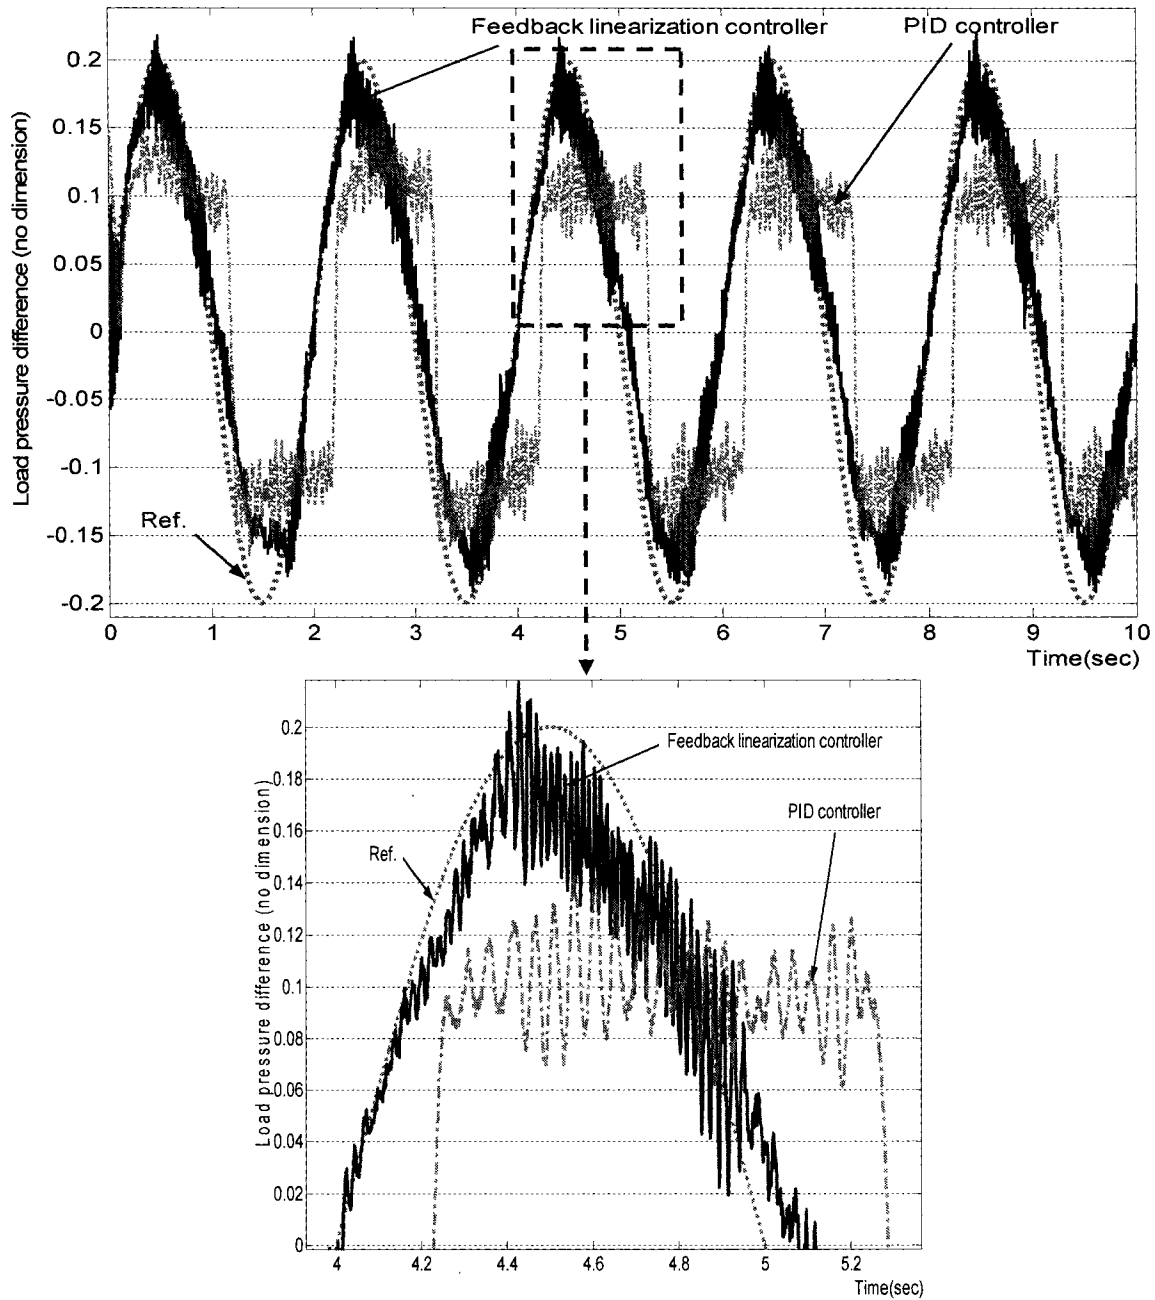 Feedback linearization controller
PID controller
Load pressure difference (no dimension)
0.2
0.15
0.1
0.05
0
-0.05
-0.1
-0.15
-0.2
Ref.
0 1 2 3 4 5 6 7 8 9 10
Time(sec)
Feedback linearization controller
PID controller
Ref.
Load pressure difference (no dimension)
0.2
0.18
0.16
0.14
0.12
0.1
0.08
0.06
0.04
0.02
0
4 4.2 4.4 4.6 4.8 5 5.2
Time(sec)